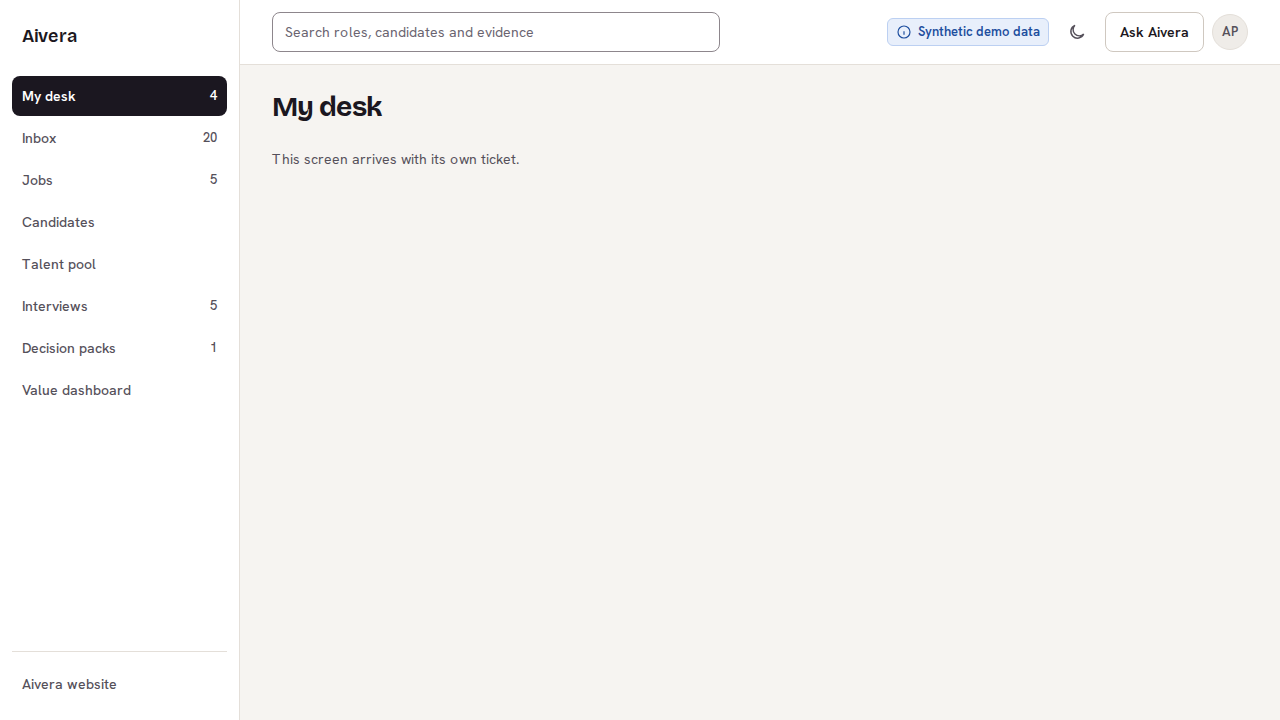 Aivera
Search roles, candidates and evidence
Synthetic demo data
Ask Aivera
AP
My desk 4
Inbox 20
Jobs 5
Candidates
Talent pool
Interviews 5
Decision packs 1
Value dashboard
Aivera website
My desk
This screen arrives with its own ticket.